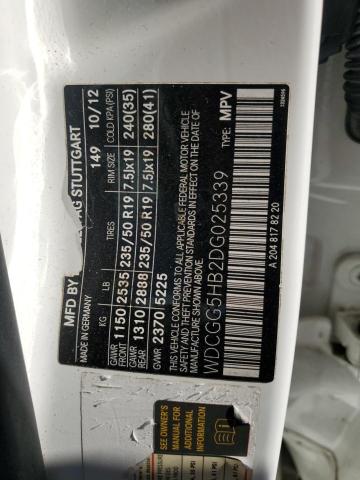 MFD BY AG STUTTGART
MADE IN GERMANY 149 10/12
KG LB TIRES RIM SIZE COLD KPA(PSI)
GAWR FRONT 1150 2535 235/50 R19 7.5Jx19 240(35)
GAWR REAR 1310 2888 235/50 R19 7.5Jx19 280(41)
GVWR 2370 5225
THIS VEHICLE CONFORMS TO ALL APPLICABLE FEDERAL MOTOR VEHICLE
SAFETY AND THEFT PREVENTION STANDARDS IN EFFECT ON THE DATE OF
MANUFACTURE SHOWN ABOVE.
WDCGG5HB2DG025339 TYPE: MPV
A 204 817 82 20
SEE OWNER'S
MANUAL FOR
ADDITIONAL
INFORMATION